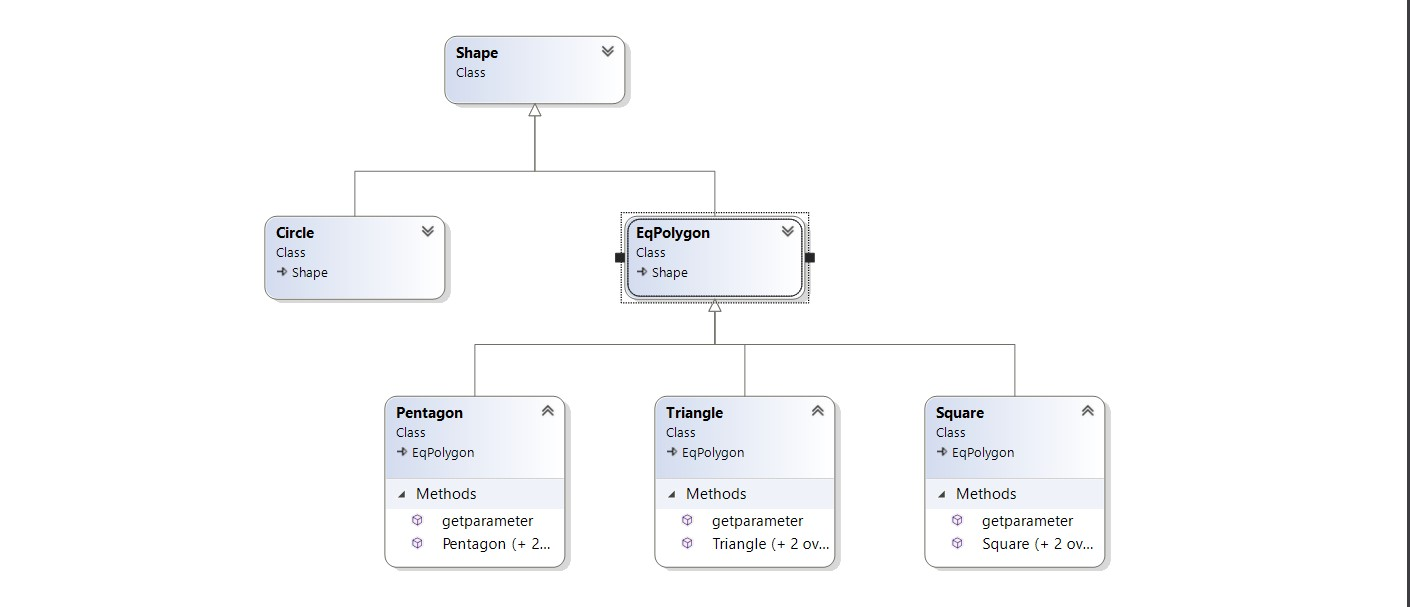 Shape
Class
Circle
Class
Shape
EqPolygon
Class
Shape
Pentagon
Class
EqPolygon
Methods
getparameter
Pentagon (+ 2...
Triangle
Class
EqPolygon
Methods
getparameter
Triangle (+ 2 ov...
Square
Class
EqPolygon
Methods
getparameter
Square (+ 2 ov...